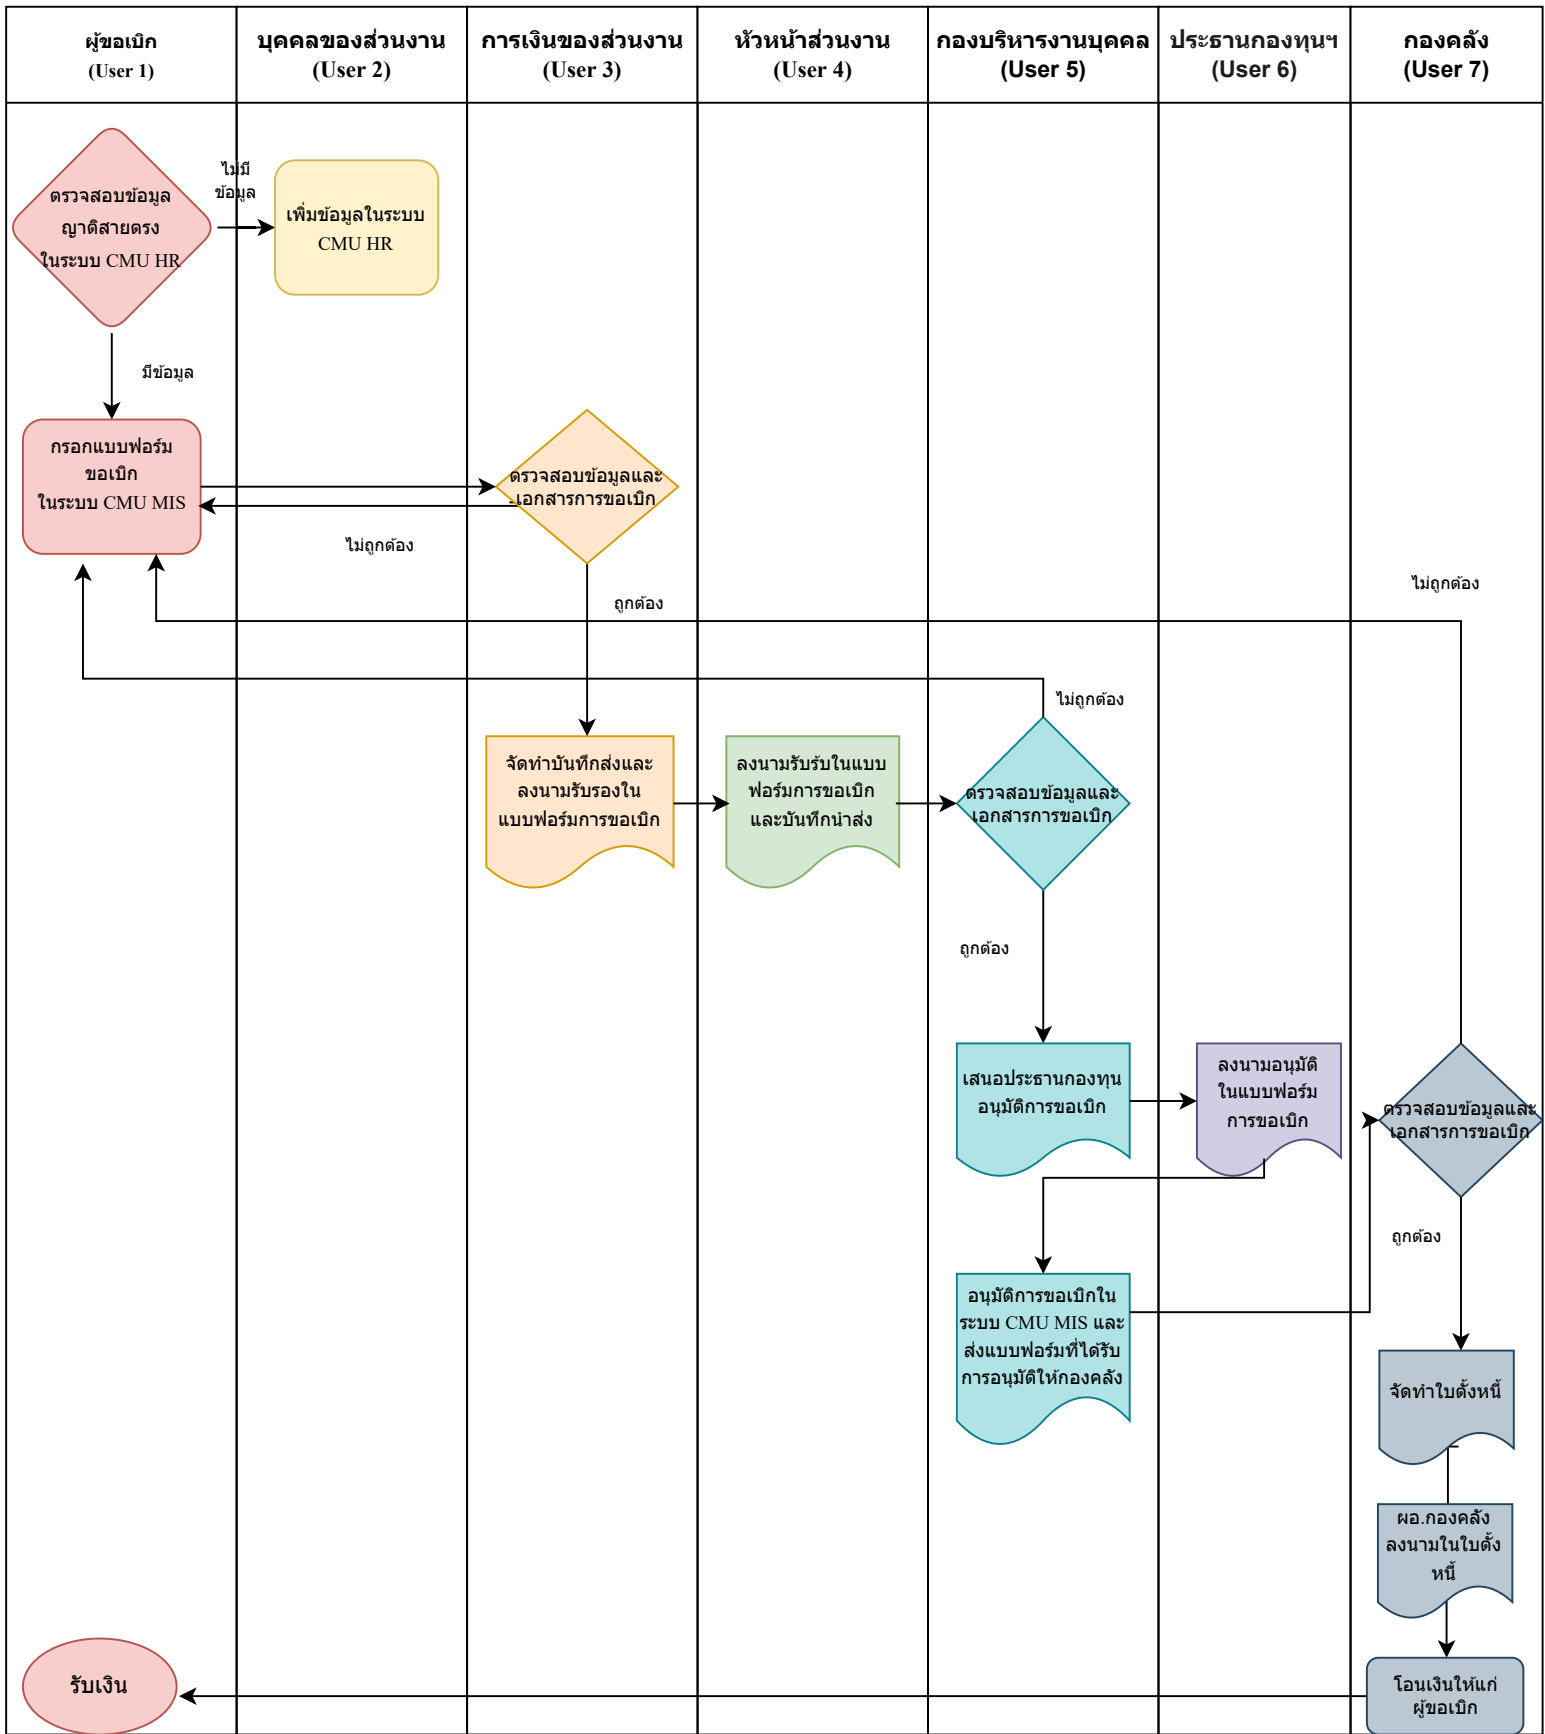 ผู้ขอเบิก
(User 1)
บุคคลของส่วนงาน
(User 2)
การเงินของส่วนงาน
(User 3)
หัวหน้าส่วนงาน
(User 4)
กองบริหารงานบุคคล
(User 5)
ประธานกองทุนฯ
(User 6)
กองคลัง
(User 7)
ตรวจสอบข้อมูล
ญาติสายตรง
ในระบบ CMU HR
ไม่มี
ข้อมูล
เพิ่มข้อมูลในระบบ
CMU HR
มีข้อมูล
กรอกแบบฟอร์ม
ขอเบิก
ในระบบ CMU MIS
ตรวจสอบข้อมูลและ
เอกสารการขอเบิก
ไม่ถูกต้อง
ถูกต้อง
ไม่ถูกต้อง
ไม่ถูกต้อง
จัดทำบันทึกส่งและ
ลงนามรับรองใน
แบบฟอร์มการขอเบิก
ลงนามรับรับในแบบ
ฟอร์มการขอเบิก
และบันทึกนำส่ง
ตรวจสอบข้อมูลและ
เอกสารการขอเบิก
ถูกต้อง
เสนอประธานกองทุน
อนุมัติการขอเบิก
ลงนามอนุมัติ
ในแบบฟอร์ม
การขอเบิก
ตรวจสอบข้อมูลและ
เอกสารการขอเบิก
ถูกต้อง
อนุมัติการขอเบิกใน
ระบบ CMU MIS และ
ส่งแบบฟอร์มที่ได้รับ
การอนุมัติให้กองคลัง
จัดทำใบตั้งหนี้
ผอ.กองคลัง
ลงนามในใบตั้ง
หนี้
โอนเงินให้แก่
ผู้ขอเบิก
รับเงิน